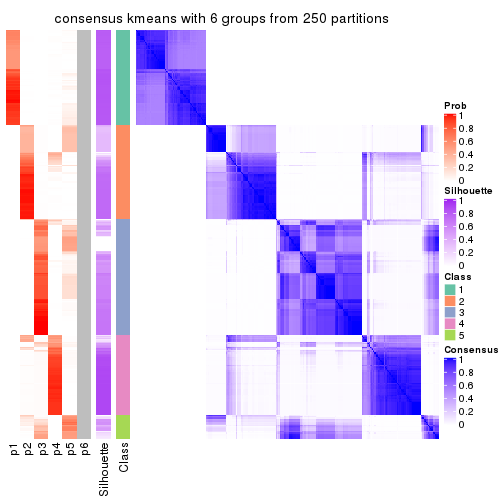 consensus kmeans with 6 groups from 250 partitions
Prob
1
0.8
0.6
0.4
0.2
0
Silhouette
1
0.8
0.6
0.4
0.2
0
Class
1
2
3
4
5
Consensus
1
0.8
0.6
0.4
0.2
0
p1
p2
p3
p4
p5
p6
Silhouette
Class